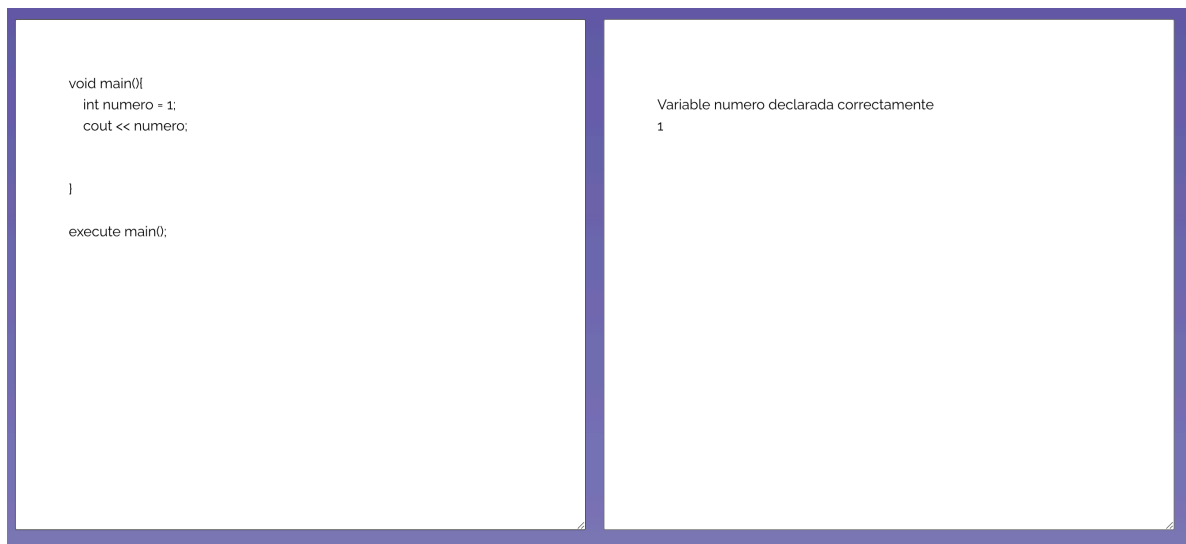 void main(){
int numero = 1;
cout << numero;
}
execute main();
Variable numero declarada correctamente
1